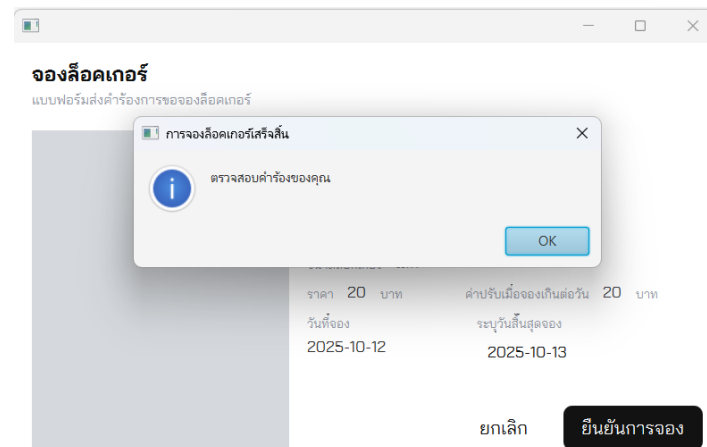 จองล็อคเกอร์
แบบฟอร์มส่งคำร้องการขอจองล็อคเกอร์
การจองล็อคเกอร์เสร็จสิ้น
ตรวจสอบคำร้องของคุณ
OK
ราคา 20 บาท ค่าปรับเมื่อจองเกินต่อวัน 20 บาท
วันที่จอง ระบุวันสิ้นสุดจอง
2025-10-12 2025-10-13
ยกเลิก ยืนยันการจอง